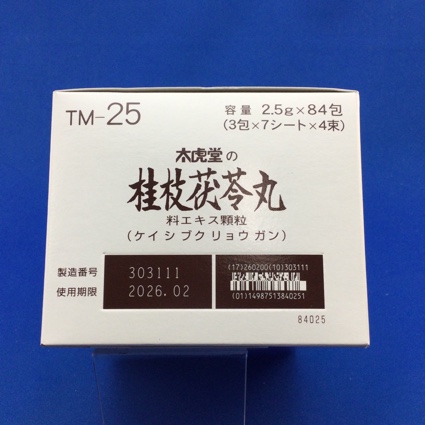 TM-25
容量 2.5g×84包
(3包×7シート×4束)
太虎堂の
桂枝茯苓丸
料エキス顆粒
(ケイシブクリョウガン)
製造番号 303111
使用期限 2026.02
(17)260200(10)303111
(01)14987513840251
84025